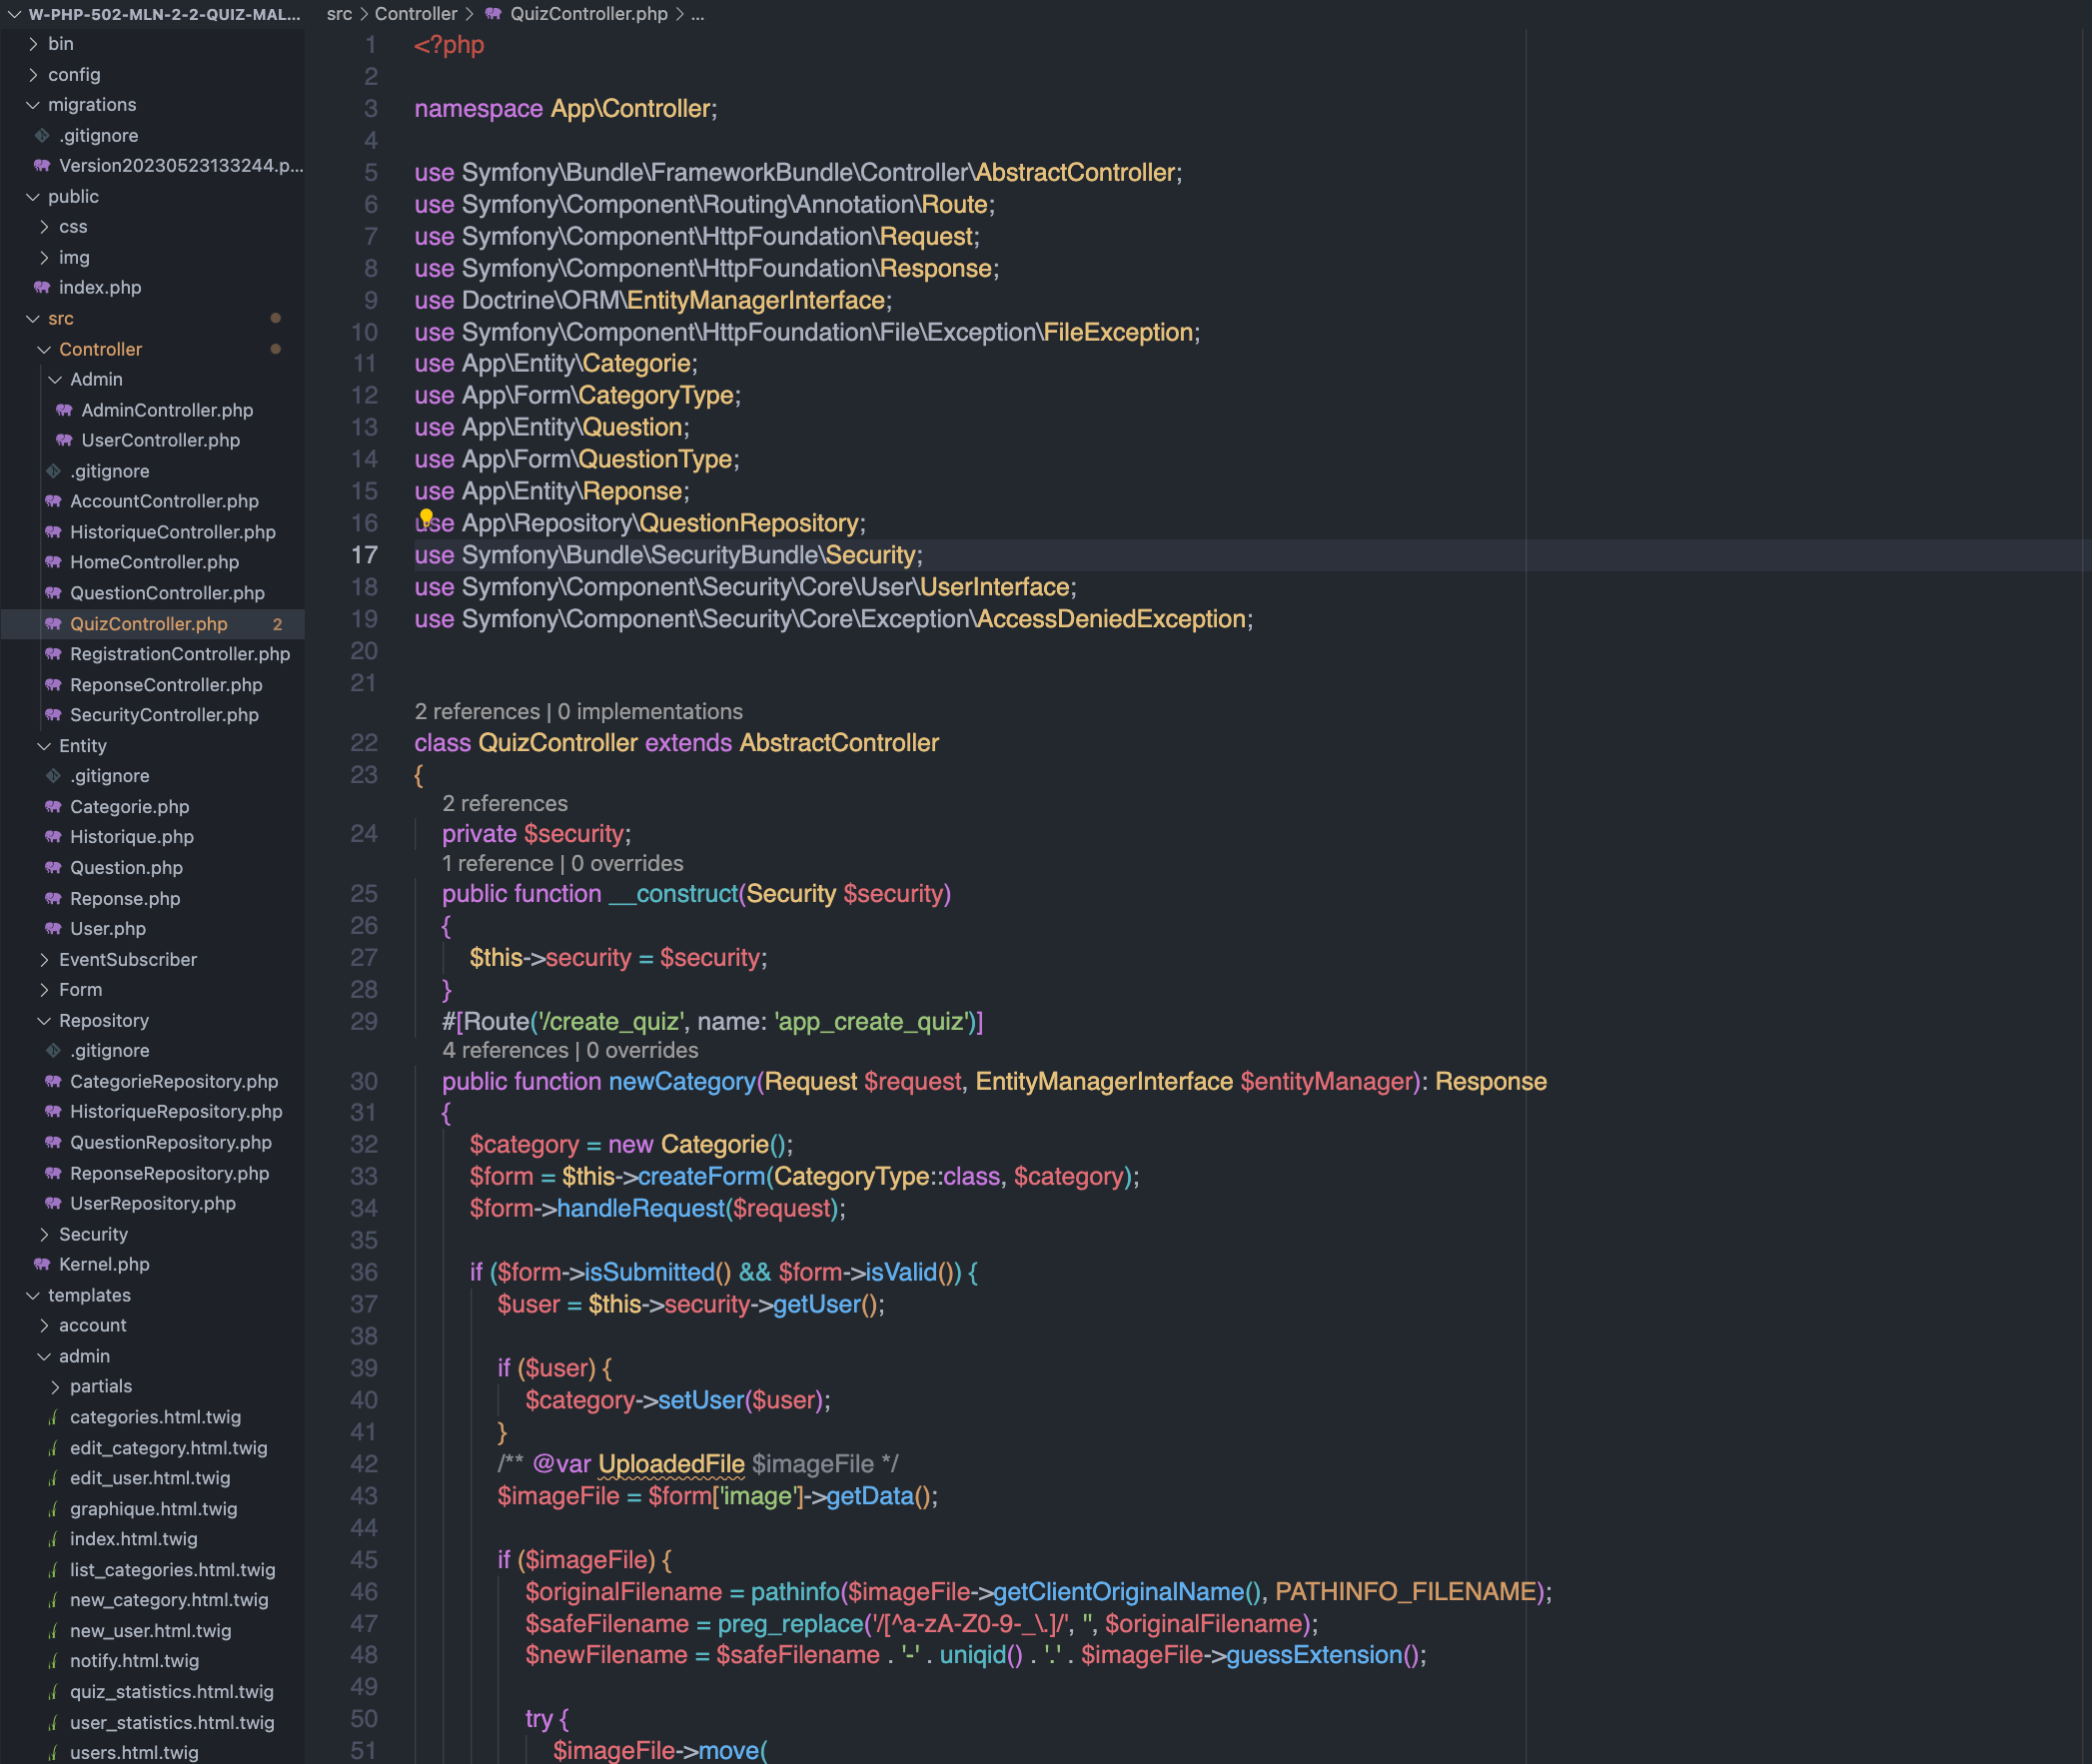 W-PHP-502-MLN-2-2-QUIZ-MAL...
bin
config
migrations
.gitignore
Version20230523133244.p...
public
css
img
index.php
src
Controller
Admin
AdminController.php
UserController.php
.gitignore
AccountController.php
HistoriqueController.php
HomeController.php
QuestionController.php
QuizController.php 2
RegistrationController.php
ReponseController.php
SecurityController.php
Entity
.gitignore
Categorie.php
Historique.php
Question.php
Reponse.php
User.php
EventSubscriber
Form
Repository
.gitignore
CategorieRepository.php
HistoriqueRepository.php
QuestionRepository.php
ReponseRepository.php
UserRepository.php
Security
Kernel.php
templates
account
admin
partials
categories.html.twig
edit_category.html.twig
edit_user.html.twig
graphique.html.twig
index.html.twig
list_categories.html.twig
new_category.html.twig
new_user.html.twig
notify.html.twig
quiz_statistics.html.twig
user_statistics.html.twig
users.html.twig
src > Controller > QuizController.php > ...
1 <?php
2
3 namespace App\Controller;
4
5 use Symfony\Bundle\FrameworkBundle\Controller\AbstractController;
6 use Symfony\Component\Routing\Annotation\Route;
7 use Symfony\Component\HttpFoundation\Request;
8 use Symfony\Component\HttpFoundation\Response;
9 use Doctrine\ORM\EntityManagerInterface;
10 use Symfony\Component\HttpFoundation\File\Exception\FileException;
11 use App\Entity\Categorie;
12 use App\Form\CategoryType;
13 use App\Entity\Question;
14 use App\Form\QuestionType;
15 use App\Entity\Reponse;
16 use App\Repository\QuestionRepository;
17 use Symfony\Bundle\SecurityBundle\Security;
18 use Symfony\Component\Security\Core\User\UserInterface;
19 use Symfony\Component\Security\Core\Exception\AccessDeniedException;
20
21
2 references | 0 implementations
22 class QuizController extends AbstractController
23 {
2 references
24 private $security;
1 reference | 0 overrides
25 public function __construct(Security $security)
26 {
27 $this->security = $security;
28 }
29 #[Route('/create_quiz', name: 'app_create_quiz')]
4 references | 0 overrides
30 public function newCategory(Request $request, EntityManagerInterface $entityManager): Response
31 {
32 $category = new Categorie();
33 $form = $this->createForm(CategoryType::class, $category);
34 $form->handleRequest($request);
35
36 if ($form->isSubmitted() && $form->isValid()) {
37 $user = $this->security->getUser();
38
39 if ($user) {
40 $category->setUser($user);
41 }
42 /** @var UploadedFile $imageFile */
43 $imageFile = $form['image']->getData();
44
45 if ($imageFile) {
46 $originalFilename = pathinfo($imageFile->getClientOriginalName(), PATHINFO_FILENAME);
47 $safeFilename = preg_replace('/[^a-zA-Z0-9-_\.]/', '', $originalFilename);
48 $newFilename = $safeFilename . '-' . uniqid() . '.' . $imageFile->guessExtension();
49
50 try {
51 $imageFile->move(